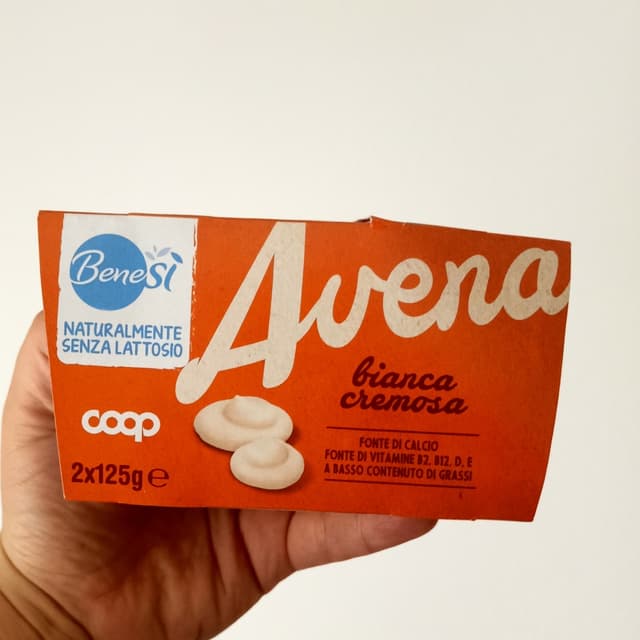 BeneSì
NATURALMENTE
SENZA LATTOSIO
Avena
bianca
cremosa
coop
FONTE DI CALCIO
FONTE DI VITAMINE B2, B12, D, E
A BASSO CONTENUTO DI GRASSI
2x125g ℮